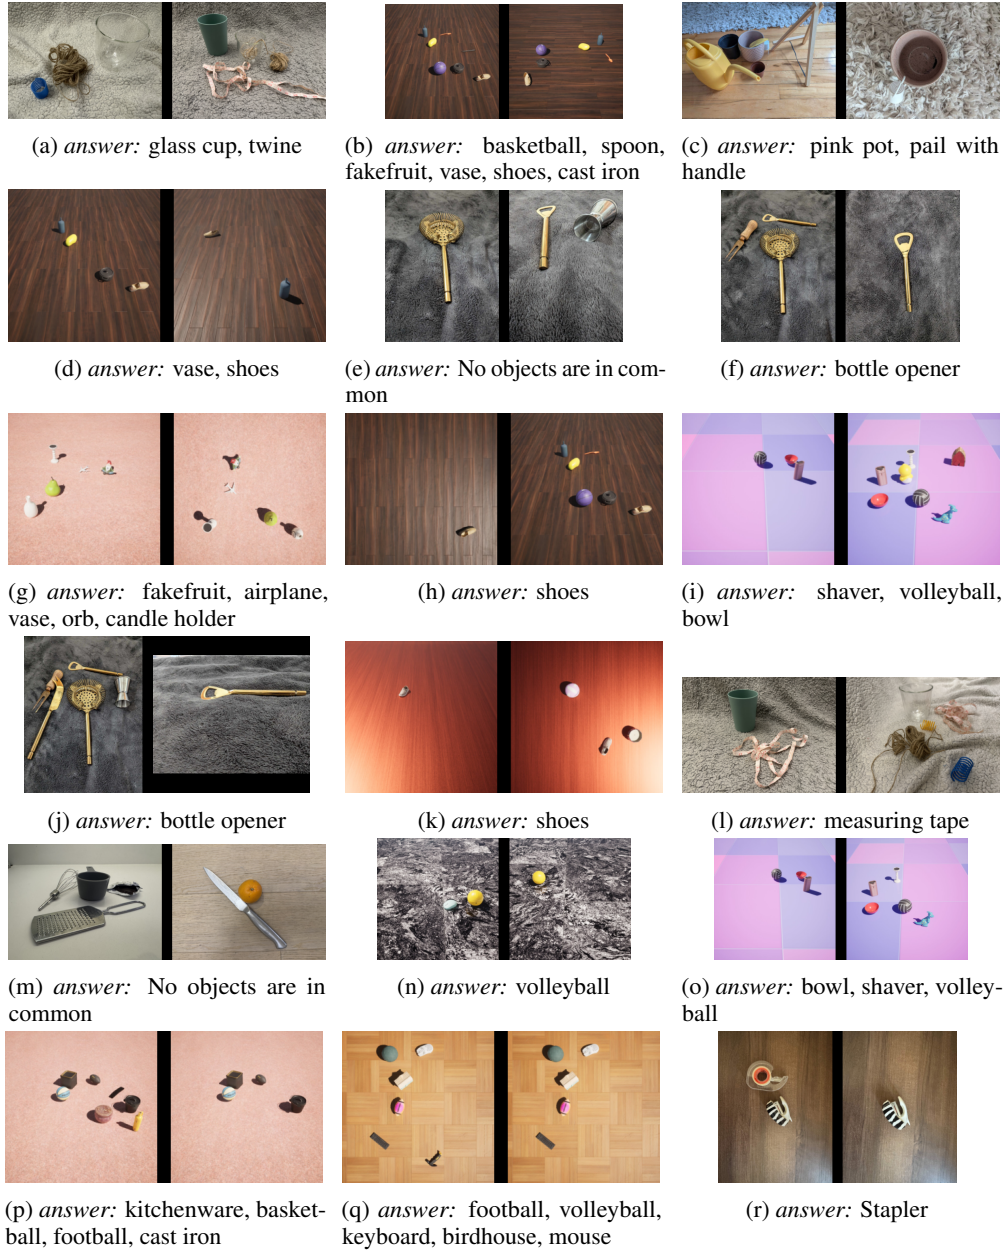 (a) answer: glass cup, twine
(b) answer: basketball, spoon,
fakefruit, vase, shoes, cast iron
(c) answer: pink pot, pail with
handle
(d) answer: vase, shoes
(e) answer: No objects are in com-
mon
(f) answer: bottle opener
(g) answer: fakefruit, airplane,
vase, orb, candle holder
(h) answer: shoes
(i) answer: shaver, volleyball,
bowl
(j) answer: bottle opener
(k) answer: shoes
(l) answer: measuring tape
(m) answer: No objects are in
common
(n) answer: volleyball
(o) answer: bowl, shaver, volley-
ball
(p) answer: kitchenware, basket-
ball, football, cast iron
(q) answer: football, volleyball,
keyboard, birdhouse, mouse
(r) answer: Stapler